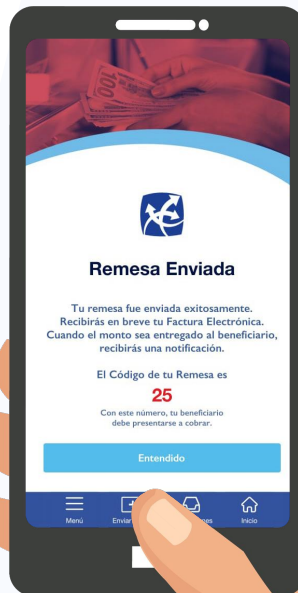 100
Remesa Enviada
Tu remesa fue enviada exitosamente.
Recibirás en breve tu Factura Electrónica.
Cuando el monto sea entregado al beneficiario,
recibirás una notificación.
El Código de tu Remesa es
25
Con este número, tu beneficiario
debe presentarse a cobrar.
Entendido
Menú
Enviar
Inicio